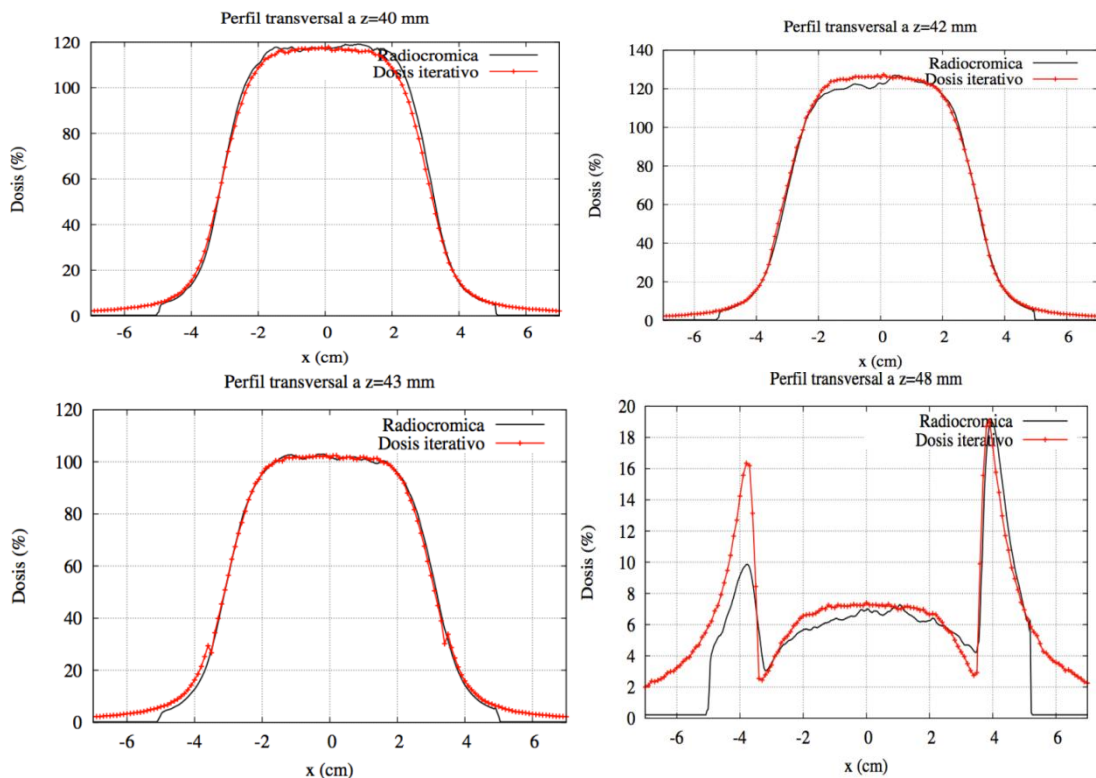 Perfil transversal a z=40 mm
120
100
80
60
40
20
0
Dosis (%)
Radiocromica
Dosis iterativo
-6 -4 -2 0 2 4 6
x (cm)
Perfil transversal a z=42 mm
140
120
100
80
60
40
20
0
Dosis (%)
Radiocromica
Dosis iterativo
-6 -4 -2 0 2 4 6
x (cm)
Perfil transversal a z=43 mm
120
100
80
60
40
20
0
Dosis (%)
Radiocromica
Dosis iterativo
-6 -4 -2 0 2 4 6
x (cm)
Perfil transversal a z=48 mm
20
18
16
14
12
10
8
6
4
2
0
Dosis (%)
Radiocromica
Dosis iterativo
-6 -4 -2 0 2 4 6
x (cm)